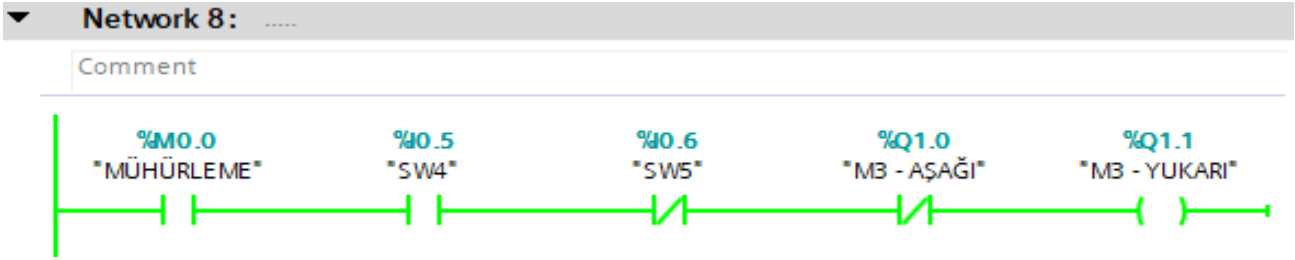 Network 8: .....
Comment
%M0.0 %I0.5 %I0.6 %Q1.0 %Q1.1
"MÜHÜRLEME" "SW4" "SW5" "M3 - AŞAĞI" "M3 - YUKARI"